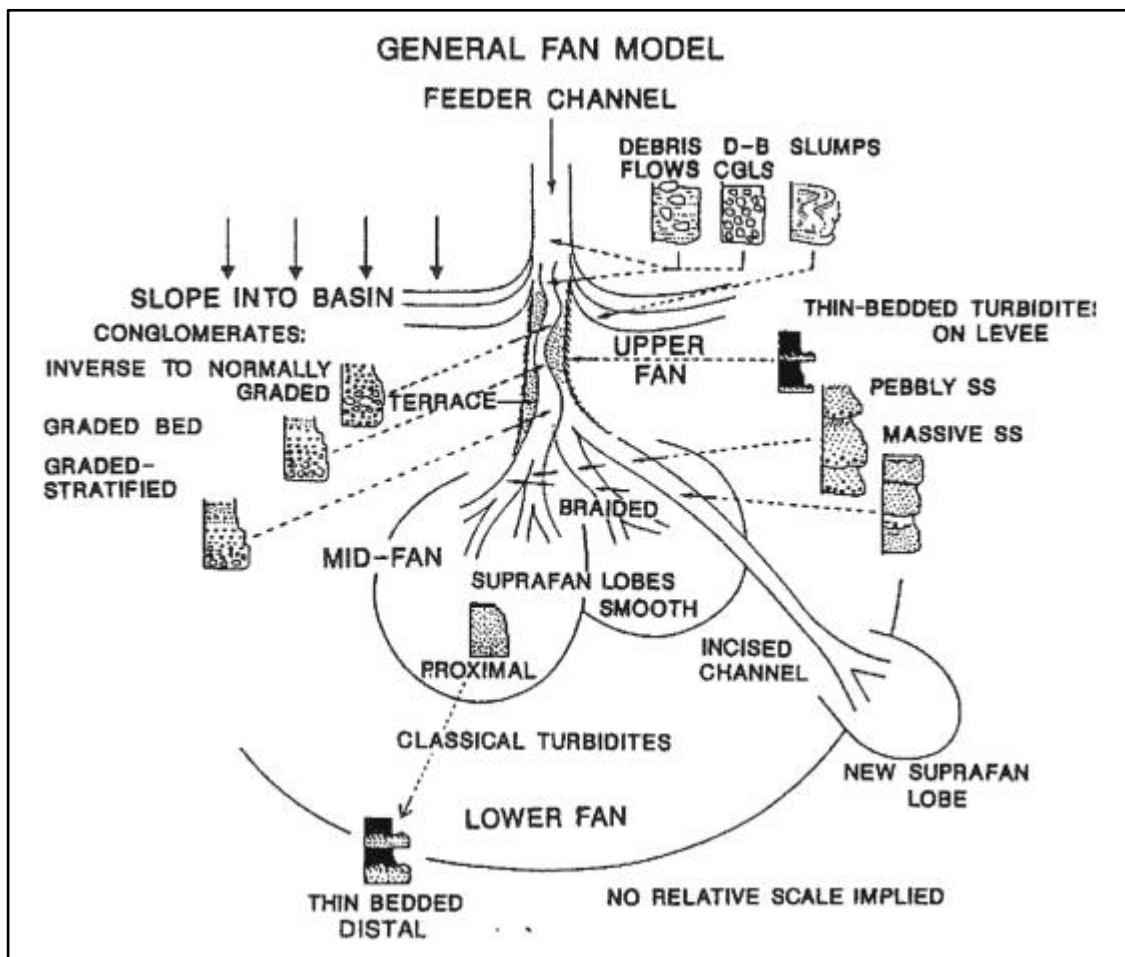 GENERAL FAN MODEL
FEEDER CHANNEL
DEBRIS
FLOWS
D-B
CGLS
SLUMPS
SLOPE INTO BASIN
CONGLOMERATES:
INVERSE TO NORMALLY
GRADED
TERRACE
GRADED BED
GRADED-
STRATIFIED
UPPER
FAN
THIN-BEDDED TURBIDITES
ON LEVEE
PEBBLY SS
MASSIVE SS
BRAIDED
MID-FAN
SUPRAFAN LOBES
SMOOTH
PROXIMAL
INCISED
CHANNEL
CLASSICAL TURBIDITES
NEW SUPRAFAN
LOBE
LOWER FAN
THIN BEDDED
DISTAL
NO RELATIVE SCALE IMPLIED